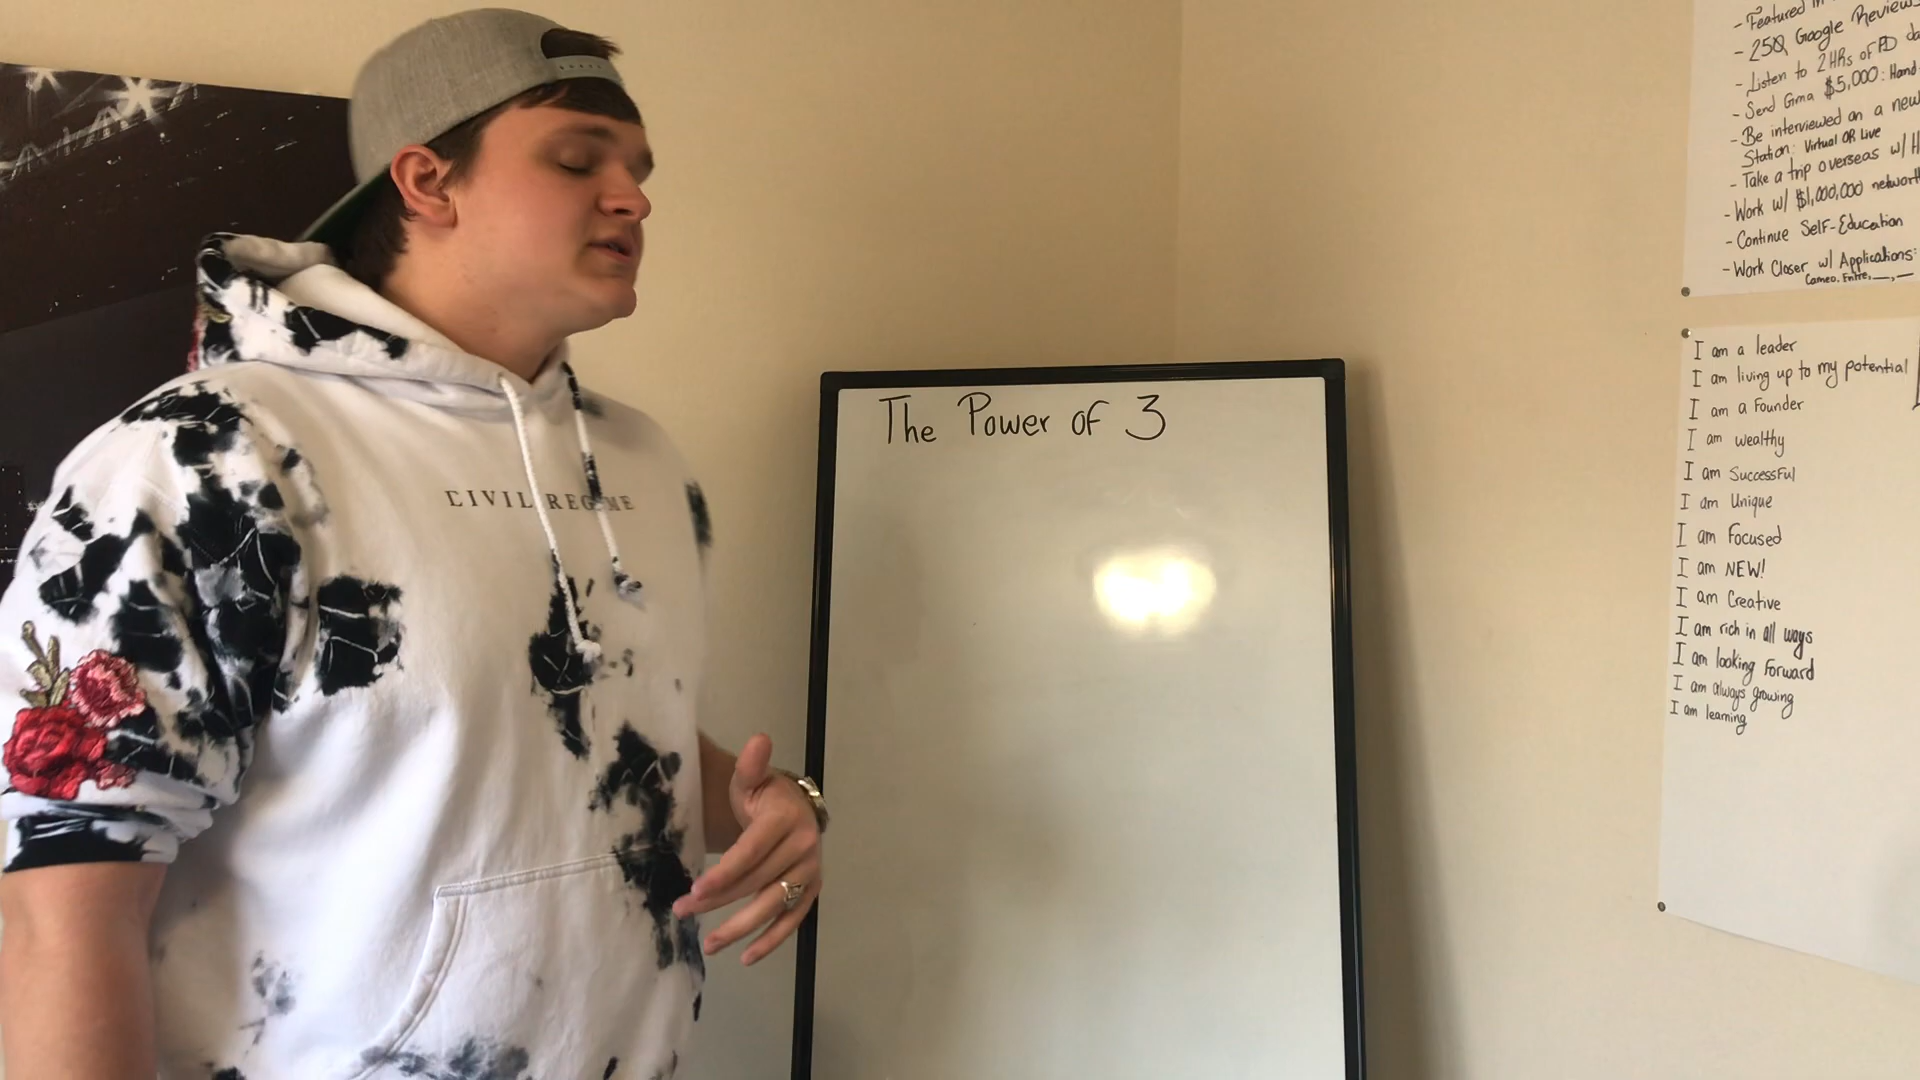 CIVIL REGIME
The Power of 3
- Featured in
- 250 Google Reviews
- Listen to 2 HRs of PD
- Send Gma $5,000: Hand
- Be interviewed on a new
Station: Virtual OR Live
- Take a trip overseas w/ H
- Work w/ $1,000,000 networth
- Continue Self-Education
- Work Closer w/ Applications:
Cameo, Entre, __, __
I am a leader
I am living up to my potential
I am a Founder
I am wealthy
I am Successful
I am Unique
I am Focused
I am NEW!
I am Creative
I am rich in all ways
I am looking Forward
I am always growing
I am learning